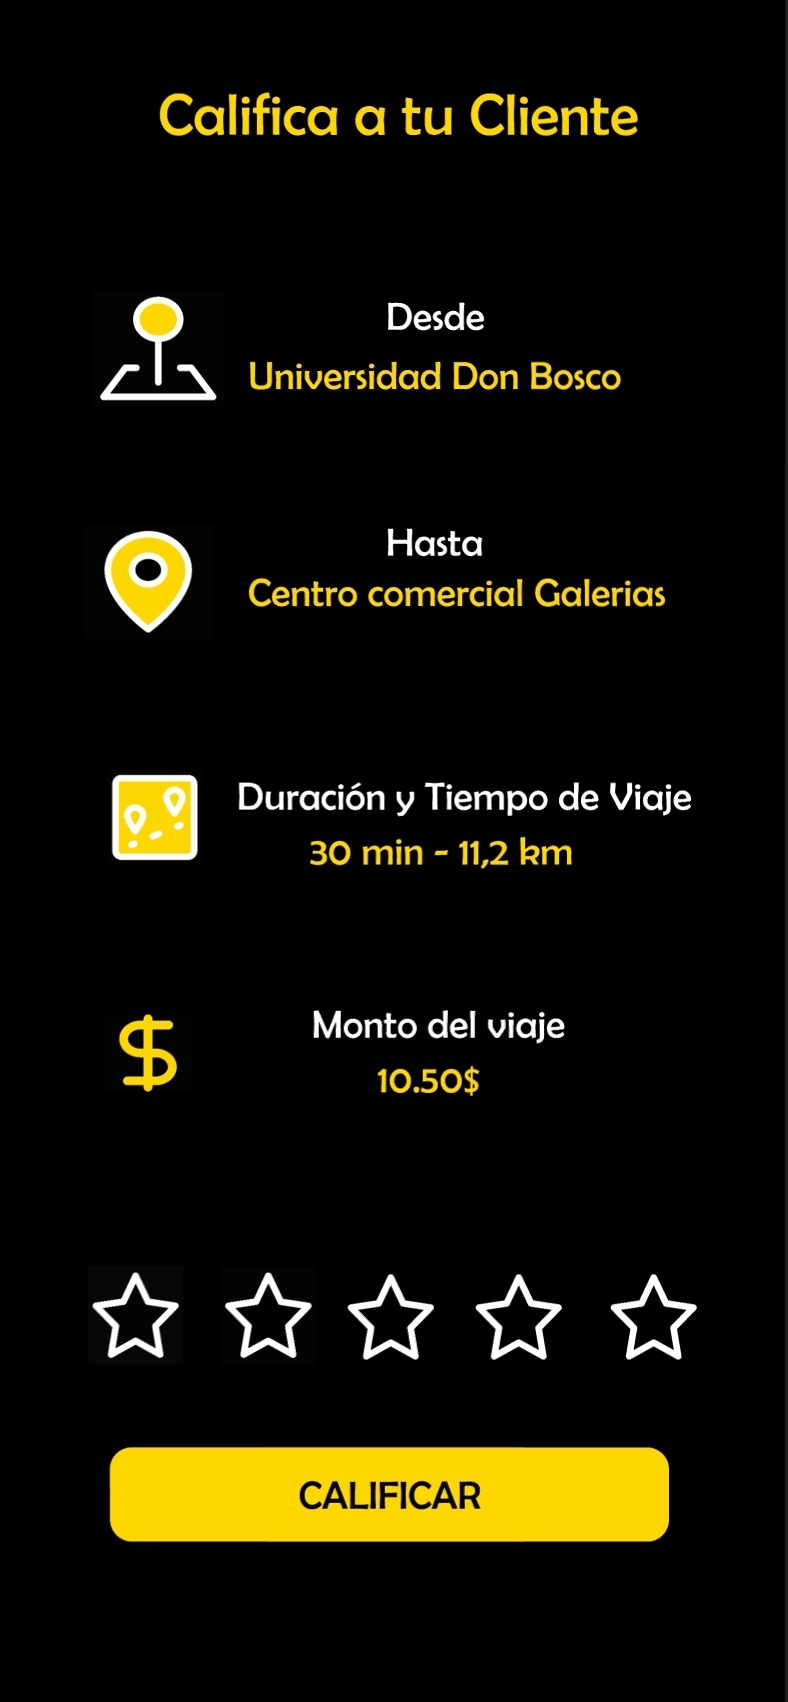 Califica a tu Cliente
Desde
Universidad Don Bosco
Hasta
Centro comercial Galerias
Duración y Tiempo de Viaje
30 min - 11,2 km
Monto del viaje
10.50$
CALIFICAR